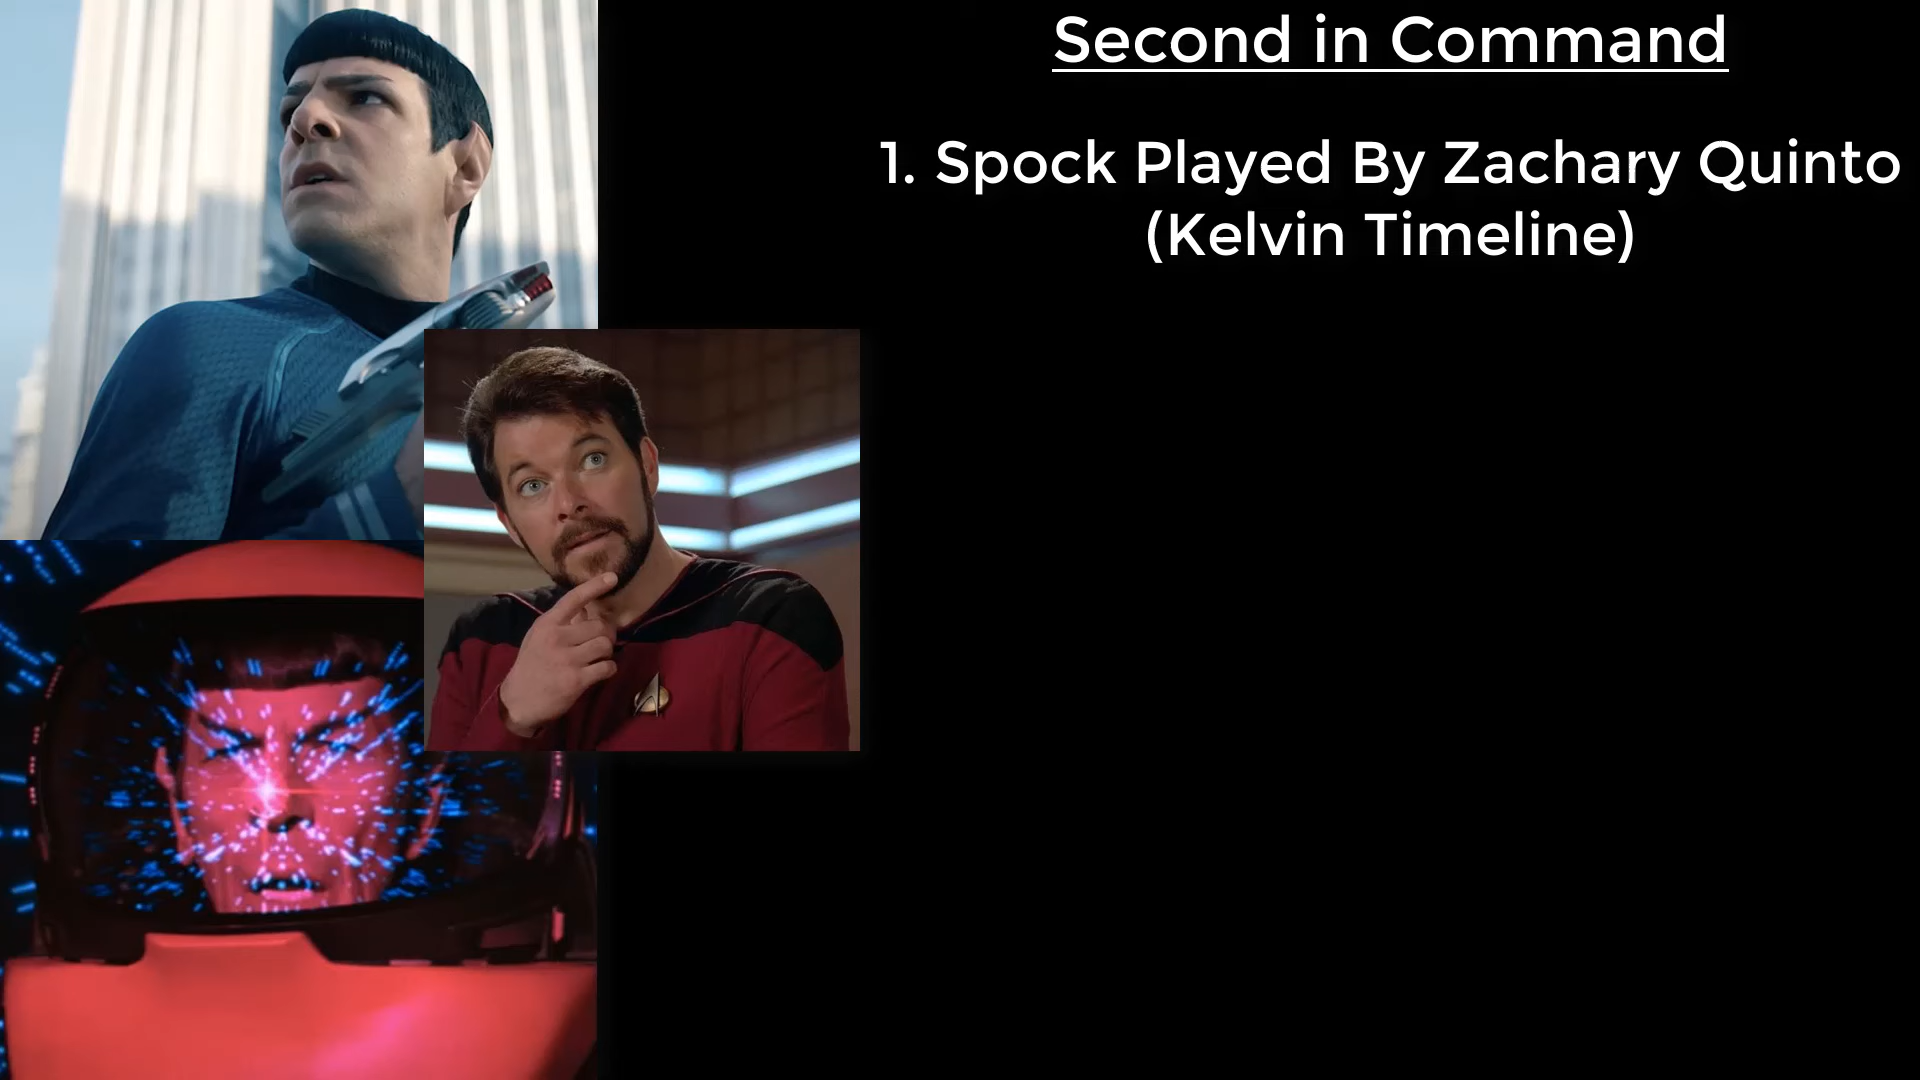 Second in Command
1. Spock Played By Zachary Quinto
(Kelvin Timeline)